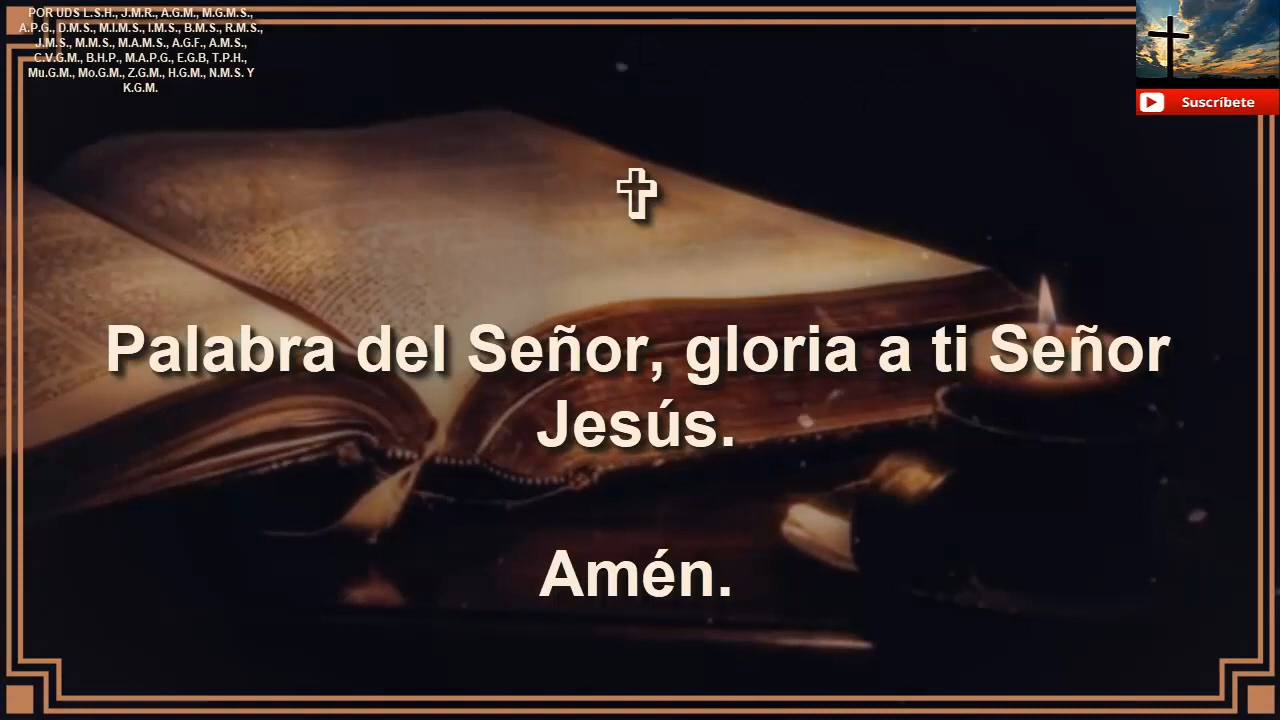 POR UDS L.S.H., J.M.R., A.G.M., M.G.M.S.,
A.P.G., D.M.S., M.I.M.S., I.M.S., B.M.S., R.M.S.,
J.M.S., M.M.S., M.A.M.S., A.G.F., A.M.S.,
C.V.G.M., B.H.P., M.A.P.G., E.G.B, T.P.H.,
Mu.G.M., Mo.G.M., Z.G.M., H.G.M., N.M.S. Y
K.G.M.
Suscríbete
✞
Palabra del Señor, gloria a ti Señor
Jesús.
Amén.